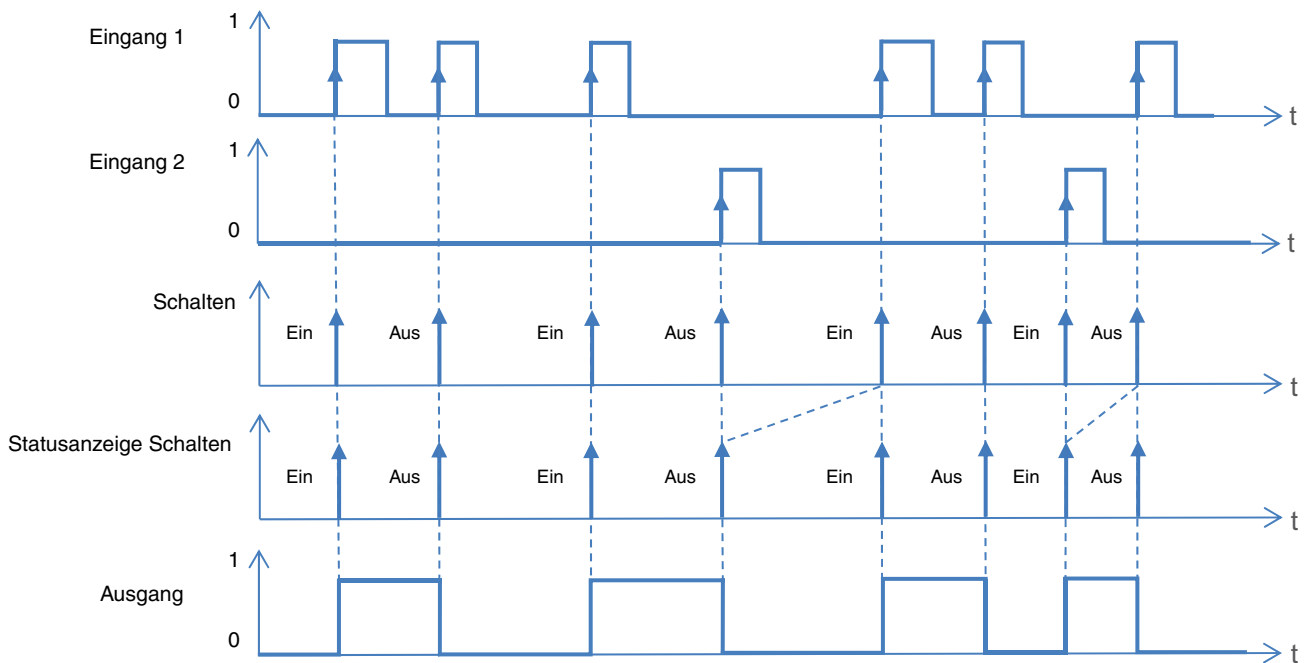 1
Eingang 1
0
t
1
Eingang 2
0
t
Schalten
Ein Aus Ein Aus Ein Aus Ein Aus
t
Statusanzeige Schalten
Ein Aus Ein Aus Ein Aus Ein Aus
t
1
Ausgang
0
t